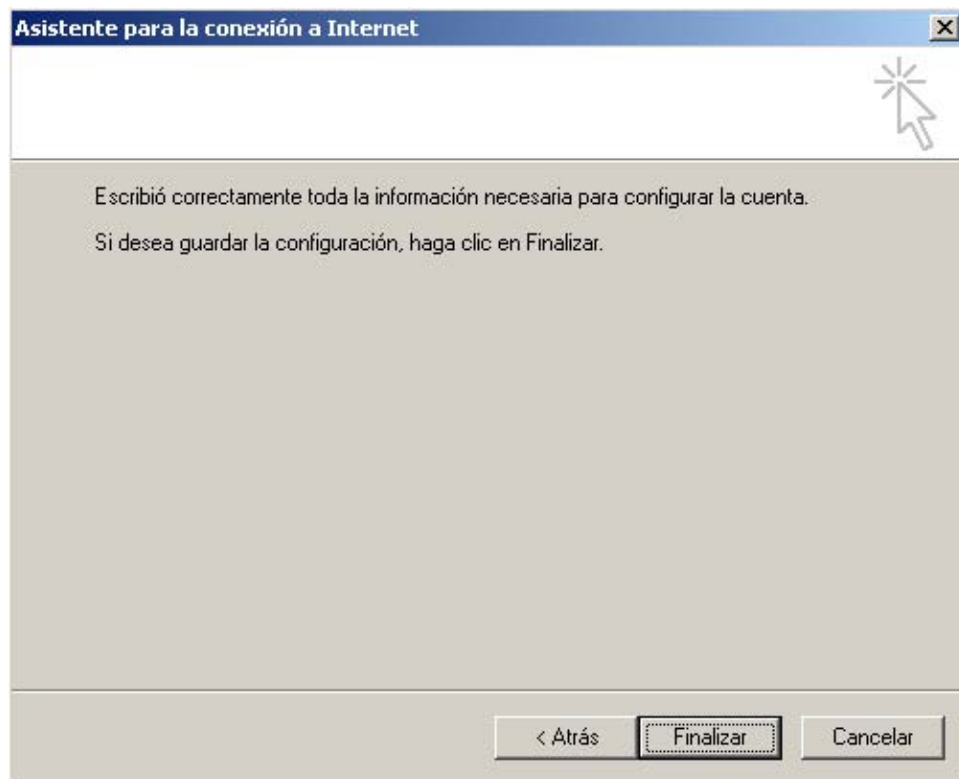 Asistente para la conexión a Internet
Escribió correctamente toda la información necesaria para configurar la cuenta.
Si desea guardar la configuración, haga clic en Finalizar.
< Atrás
Finalizar
Cancelar